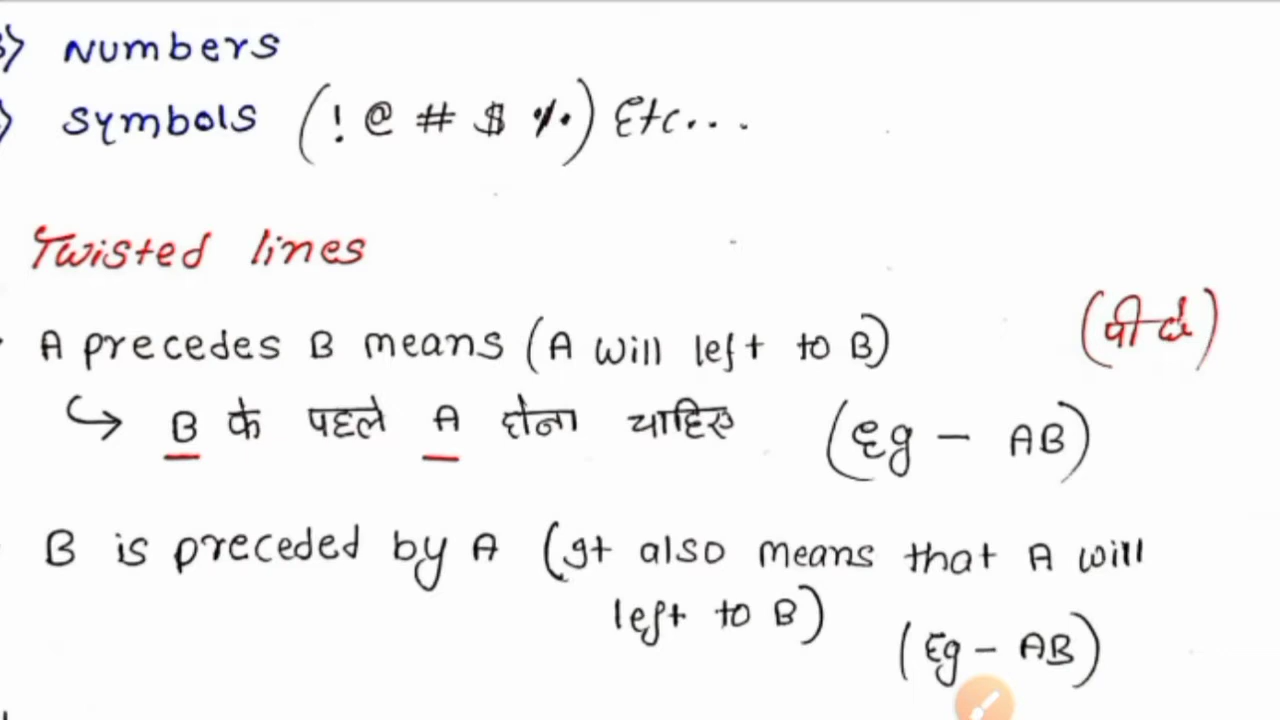 Numbers
Symbols (! @ # $ %) Etc...
Twisted lines
A precedes B means (A will left to B)
(पीछे)
↪ B के पहले A होना चाहिए (Eg - AB)
B is preceded by A (It also means that A will
left to B)
(Eg - AB)